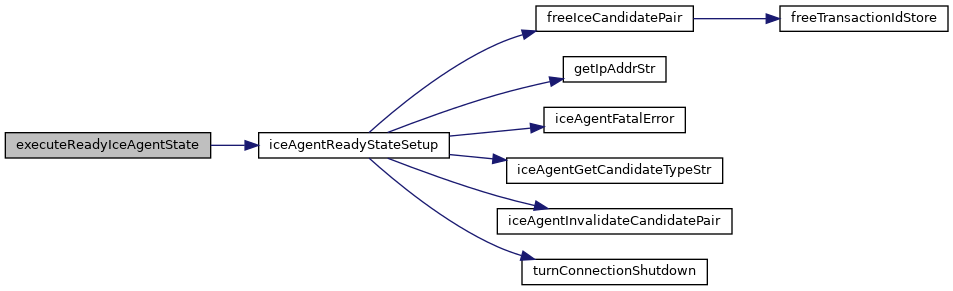 executeReadyIceAgentState
iceAgentReadyStateSetup
freeIceCandidatePair
freeTransactionIdStore
getIpAddrStr
iceAgentFatalError
iceAgentGetCandidateTypeStr
iceAgentInvalidateCandidatePair
turnConnectionShutdown